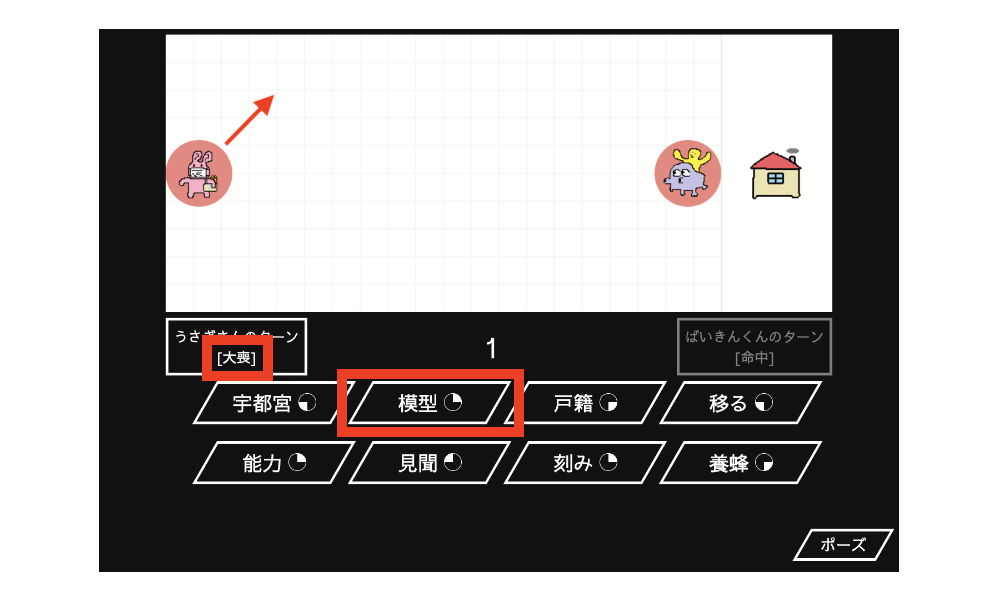 うさぎさんのターン
[大喪]
1
ばいきんくんのターン
[命中]
宇都宮 模型 戸籍 移る
能力 見聞 刻み 養蜂
ポーズ